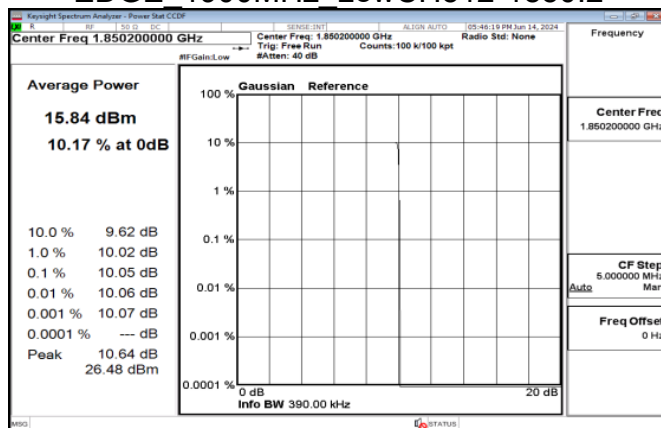 Keysight Spectrum Analyzer - Power Stat CCDF
R RF 50 Ω DC SENSE:INT ALIGN AUTO 05:46:19 PM Jun 14, 2024
Center Freq 1.850200000 GHz
Center Freq: 1.850200000 GHz Radio Std: None
Trig: Free Run Counts:100 k/100 kpt
#IFGain:Low #Atten: 40 dB
Frequency
Average Power
15.84 dBm
10.17 % at 0dB
10.0 % 9.62 dB
1.0 % 10.02 dB
0.1 % 10.05 dB
0.01 % 10.06 dB
0.001 % 10.07 dB
0.0001 % --- dB
Peak 10.64 dB
26.48 dBm
Gaussian Reference
100 %
10 %
1 %
0.1 %
0.01 %
0.001 %
0.0001 %
0 dB 20 dB
Info BW 390.00 kHz
Center Freq
1.850200000 GHz
CF Step
5.000000 MHz
Auto Man
Freq Offset
0 Hz
MSG STATUS